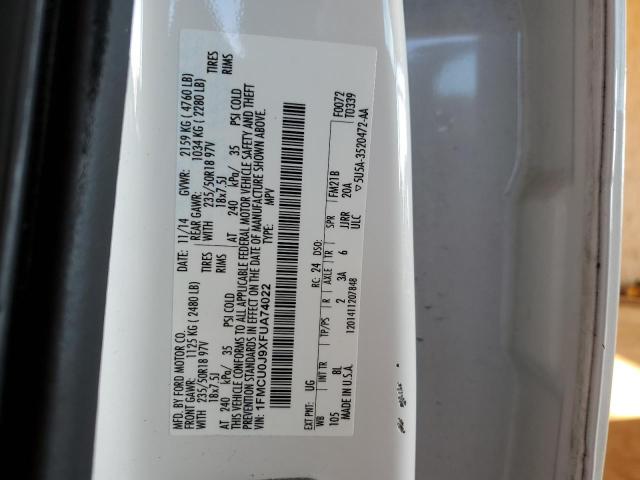 MFD. BY FORD MOTOR CO.
DATE: 11/14 GVWR: 2159 KG ( 4760 LB)
FRONT GAWR: 1125 KG ( 2480 LB)
REAR GAWR: 1034 KG ( 2280 LB)
WITH 235/50R18 97V TIRES
WITH 235/50R18 97V TIRES
18x7.5J RIMS
18x7.5J RIMS
AT 240 kPa/ 35 PSI COLD
AT 240 kPa/ 35 PSI COLD
THIS VEHICLE CONFORMS TO ALL APPLICABLE FEDERAL MOTOR VEHICLE SAFETY AND THEFT
PREVENTION STANDARDS IN EFFECT ON THE DATE OF MANUFACTURE SHOWN ABOVE.
VIN: 1FMCU0J9XFUA74022
TYPE: MPV
F0072
T0339
EXT PNT: UG RC: 24 DSO: FM21B
WB INT TR TP/PS R AXLE TR SPR 20A
105 BL 2 3A 6 JJRR
MADE IN U.S.A. 1201411207848 ULC ▽5U5A-3520472-AA